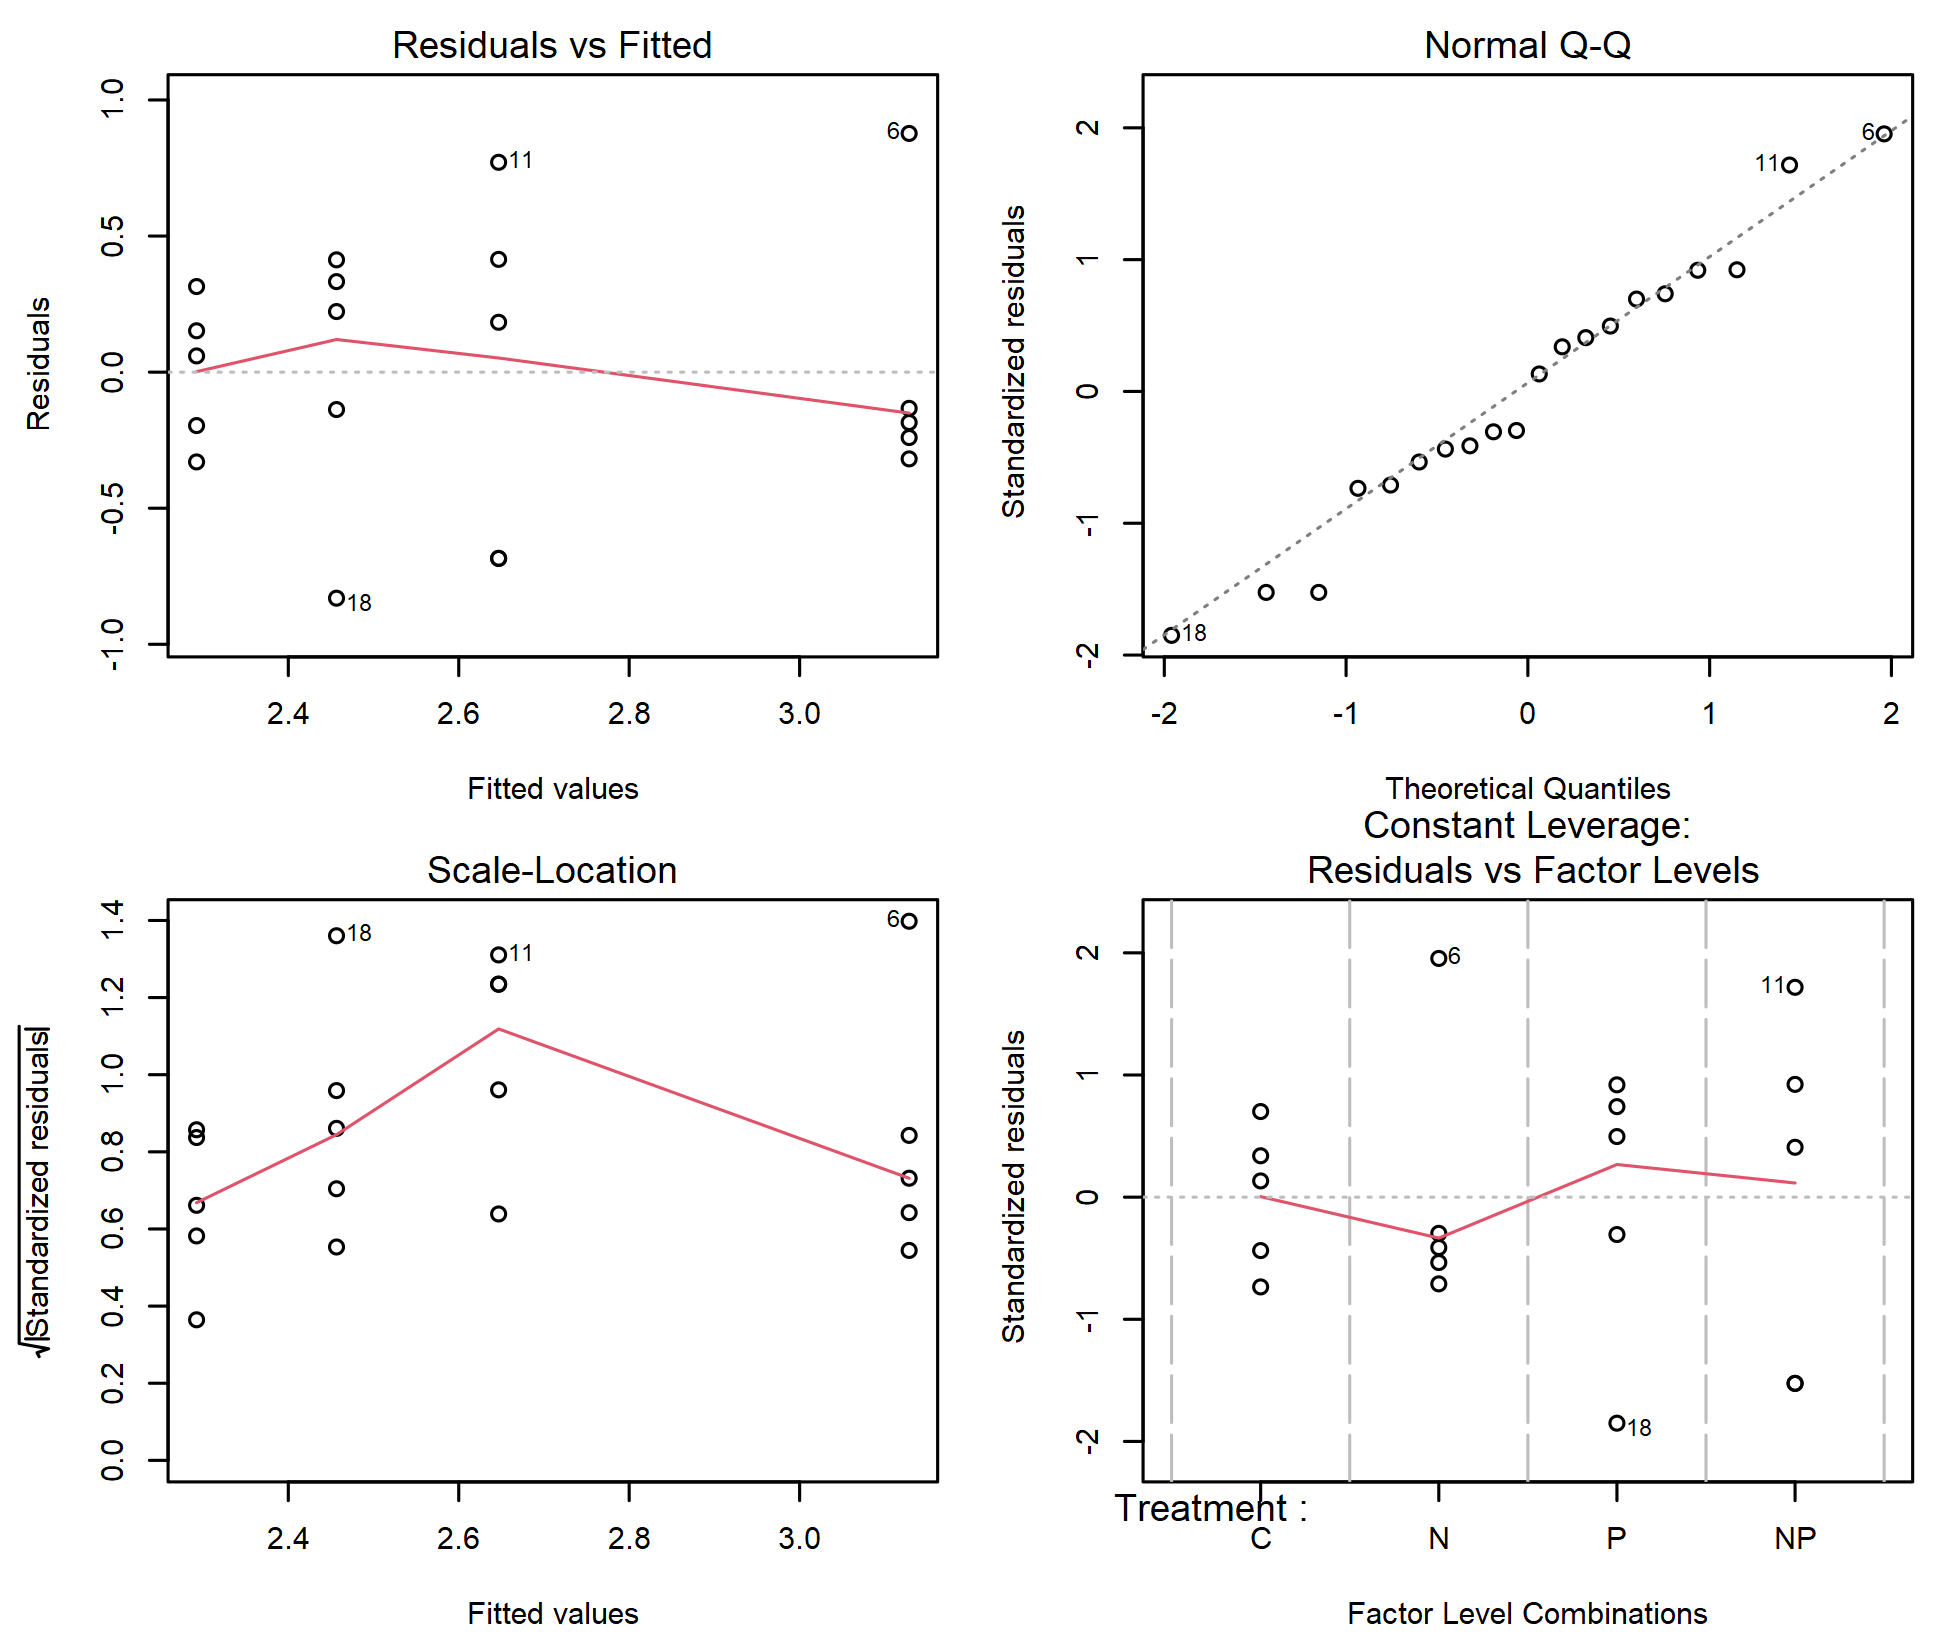 Residuals vs Fitted
1.0
0.5
0.0
-0.5
-1.0
Residuals
6
11
18
2.4 2.6 2.8 3.0
Fitted values
Normal Q-Q
2
1
0
-1
-2
Standardized residuals
6
11
18
-2 -1 0 1 2
Theoretical Quantiles
Scale-Location
1.4
1.2
1.0
0.8
0.6
0.4
0.2
0.0
√|Standardized residuals|
6
18
11
2.4 2.6 2.8 3.0
Fitted values
Constant Leverage:
Residuals vs Factor Levels
2
1
0
-1
-2
Standardized residuals
6
11
18
Treatment :
C N P NP
Factor Level Combinations